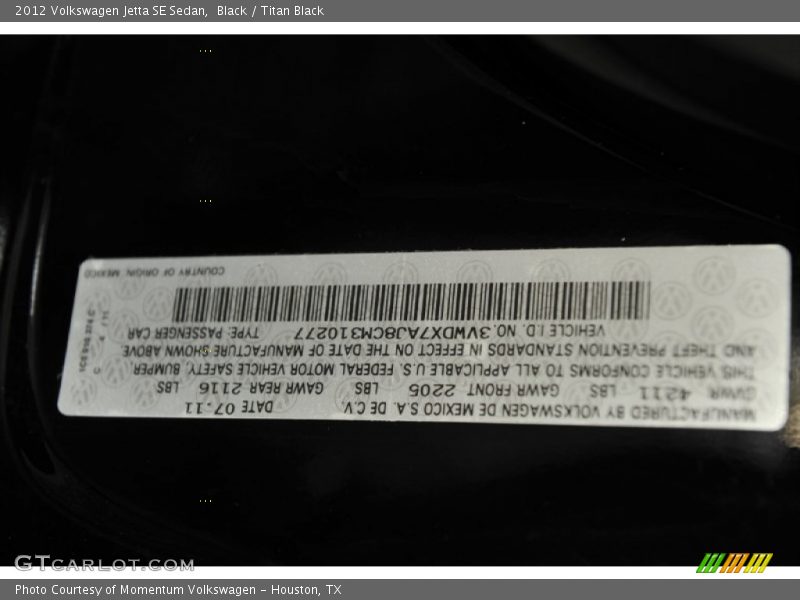 2012 Volkswagen Jetta SE Sedan, Black / Titan Black
MANUFACTURED BY VOLKSWAGEN DE MEXICO S.A. DE C.V. DATE 07.11
GVWR 4211 LBS GAWR FRONT 2205 LBS GAWR REAR 2116 LBS
THIS VEHICLE CONFORMS TO ALL APPLICABLE U.S. FEDERAL MOTOR VEHICLE SAFETY, BUMPER,
AND THEFT PREVENTION STANDARDS IN EFFECT ON THE DATE OF MANUFACTURE SHOWN ABOVE.
VEHICLE I.D. NO. 3VWDX7AJ8CM310277 TYPE: PASSENGER CAR
COUNTRY OF ORIGIN MEXICO
GTCARLOT.COM
Photo Courtesy of Momentum Volkswagen - Houston, TX